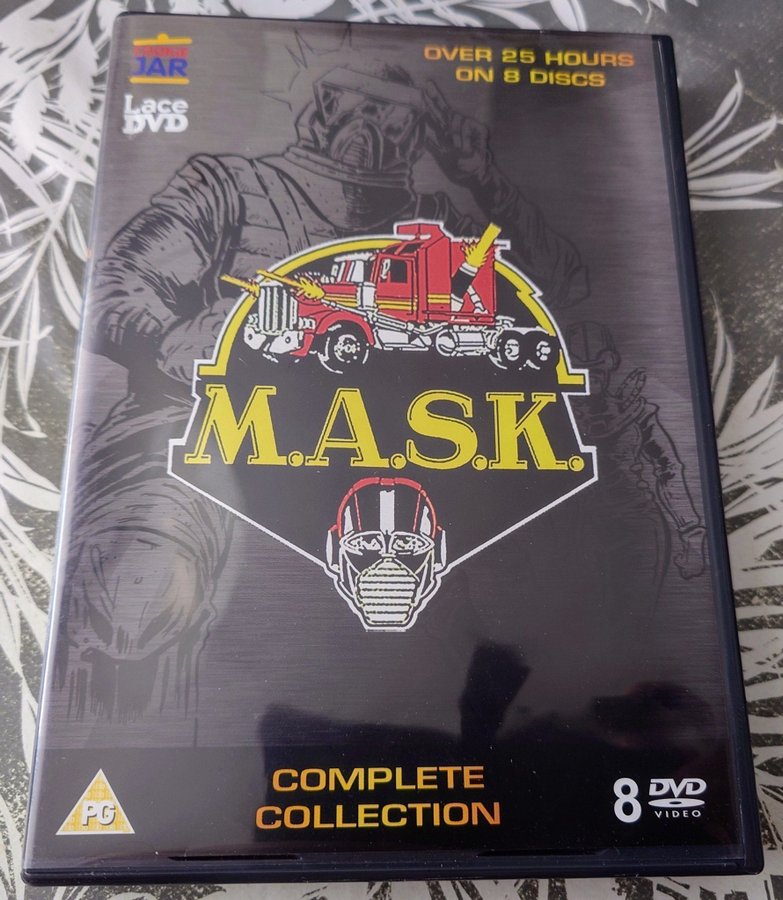 JAR
Lace
DVD
OVER 25 HOURS
ON 8 DISCS
M.A.S.K.
COMPLETE
COLLECTION
PG
8 DVD
VIDEO